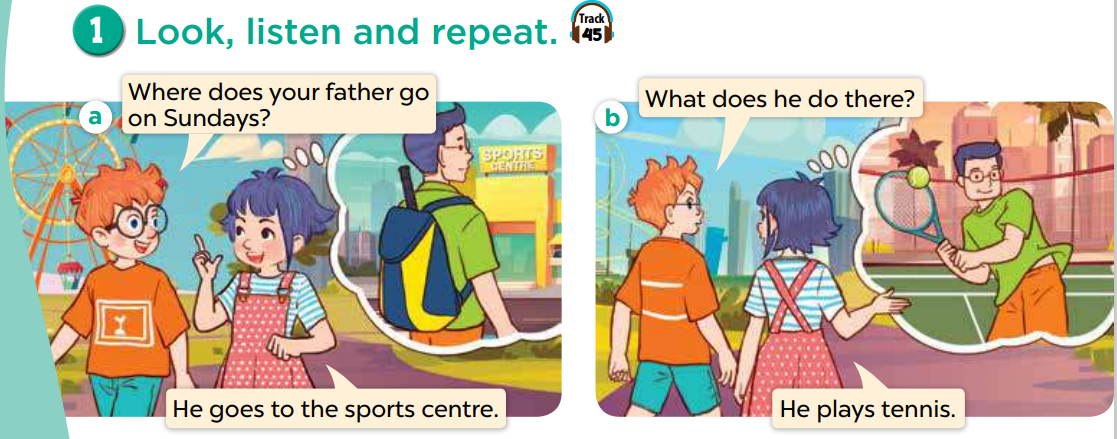 1 Look, listen and repeat. Track
45
a
Where does your father go
on Sundays?
SPORTS
CENTRE
He goes to the sports centre.
b
What does he do there?
He plays tennis.